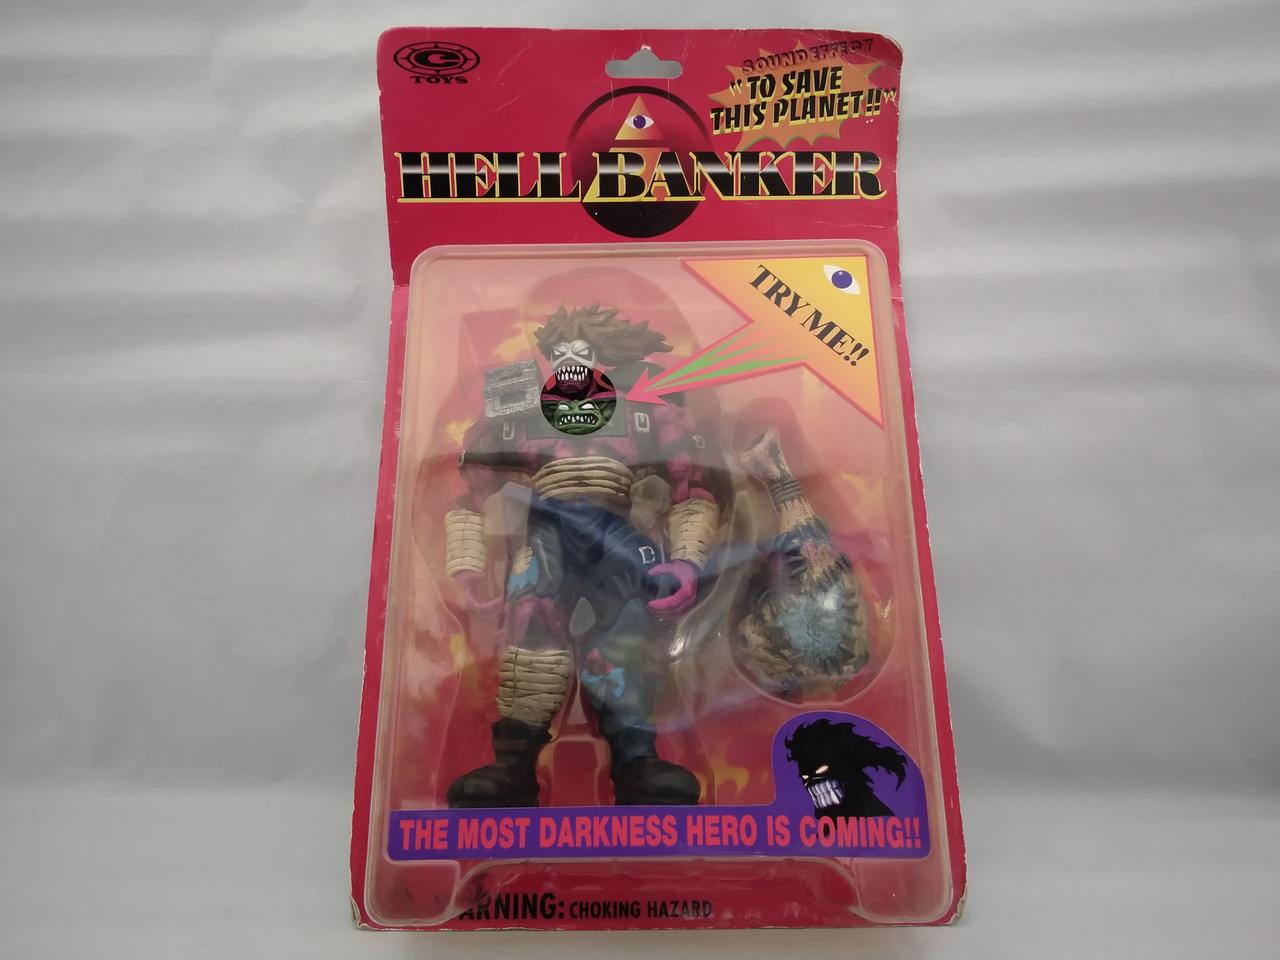 C
TOYS
SOUND EFFECT
"TO SAVE
THIS PLANET!!"
HELL BANKER
TRY ME!!
THE MOST DARKNESS HERO IS COMING!!
WARNING: CHOKING HAZARD